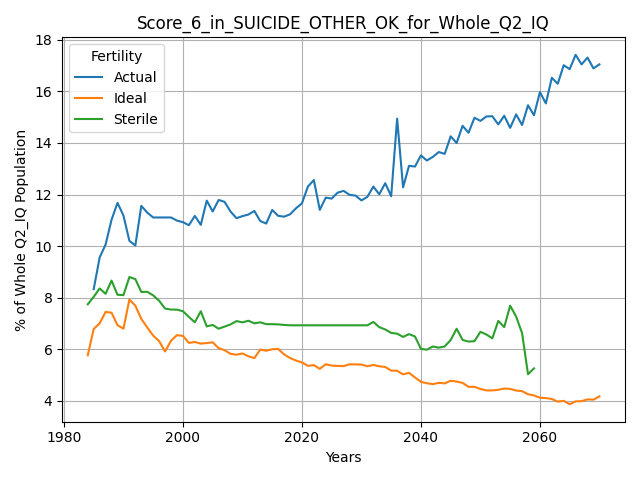 Score_6_in_SUICIDE_OTHER_OK_for_Whole_Q2_IQ
Fertility
Actual
Ideal
Sterile
% of Whole Q2_IQ Population
18
16
14
12
10
8
6
4
1980
2000
2020
2040
2060
Years